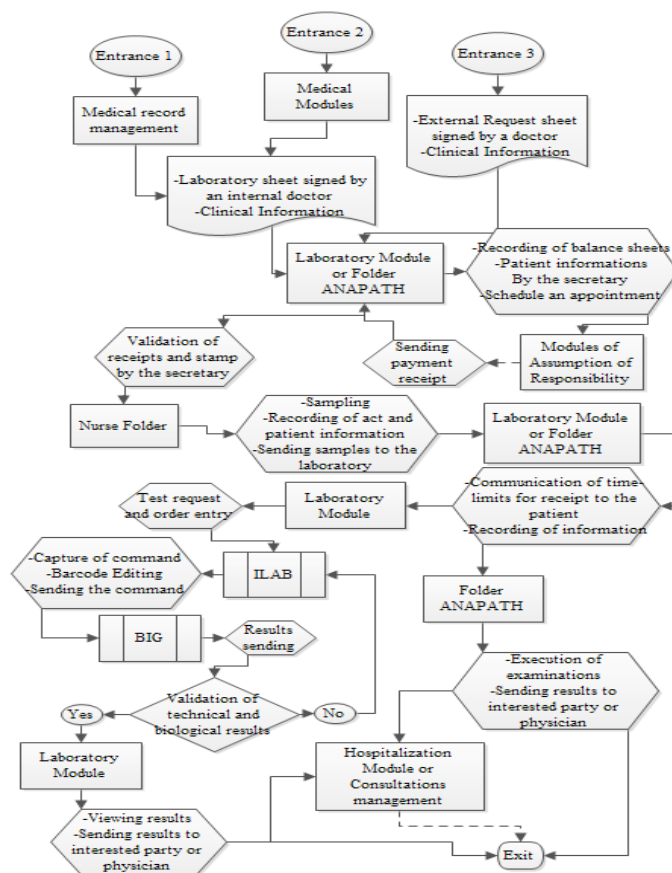 Entrance 1
Entrance 2
Entrance 3
Medical record
management
Medical
Modules
-External Request sheet
signed by a doctor
-Clinical Information
-Laboratory sheet signed by
an internal doctor
-Clinical Information
Laboratory Module
or Folder
ANAPATH
-Recording of balance sheets
-Patient informations
By the secretary
-Schedule an appointment
Validation of
receipts and stamp
by the secretary
Sending
payment
receipt
Modules of
Assumption of
Responsibility
Nurse Folder
-Sampling
-Recording of act and
patient information
-Sending samples to the
laboratory
Laboratory Module
or Folder
ANAPATH
Test request
and order entry
Laboratory
Module
-Communication of time-
limits for receipt to the
patient
-Recording of information
-Capture of command
-Barcode Editing
-Sending the command
ILAB
Folder
ANAPATH
BIG
Results
sending
-Execution of
examinations
-Sending results to
interested party or
physician
Yes
Validation of
technical and
biological results
No
Laboratory
Module
Hospitalization
Module or
Consultations
management
-Viewing results
-Sending results to
interested party or
physician
Exit